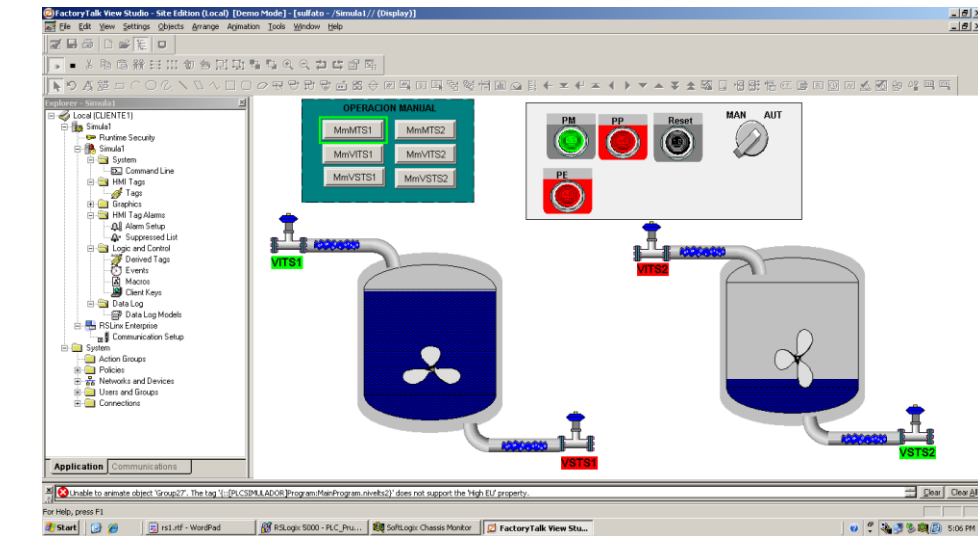 FactoryTalk View Studio - Site Edition (Local) [Demo Mode] - [sulfato - /Simula1// (Display)]
File Edit View Settings Objects Arrange Animation Tools Window Help
Explorer - Simula1
Local (CLIENTE1)
Simula1
Runtime Security
Simula1
System
Command Line
HMI Tags
Tags
Graphics
HMI Tag Alarms
Alarm Setup
Suppressed List
Logic and Control
Derived Tags
Events
Macros
Client Keys
Data Log
Data Log Models
RSLinx Enterprise
Communication Setup
System
Action Groups
Policies
Networks and Devices
Users and Groups
Connections
Application Communications
OPERACION MANUAL
MmMTS1 MmMTS2
MmVITS1 MmVITS2
MmVSTS1 MmVSTS2
PM PP Reset MAN AUT
PE
VITS1
VITS2
VSTS1
VSTS2
Unable to animate object 'Group27'. The tag '{::[PLCSIMULADOR]Program:MainProgram.nivelts2}' does not support the 'High EU' property.
Clear Clear All
For Help, press F1
Start rs1.rtf - WordPad RSLogix 5000 - PLC_Pru... SoftLogix Chassis Monitor FactoryTalk View Stu... 5:06 PM